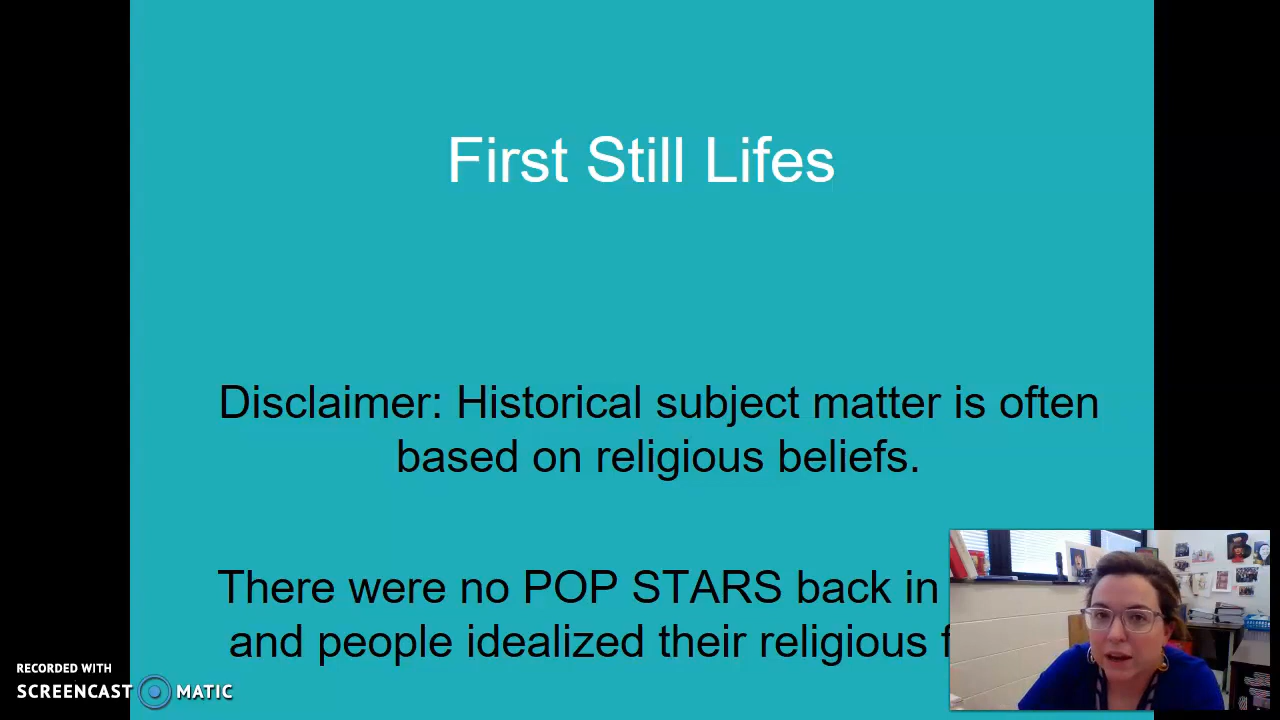 First Still Lifes
Disclaimer: Historical subject matter is often
based on religious beliefs.
There were no POP STARS back in
and people idealized their religious
RECORDED WITH
SCREENCAST MATIC